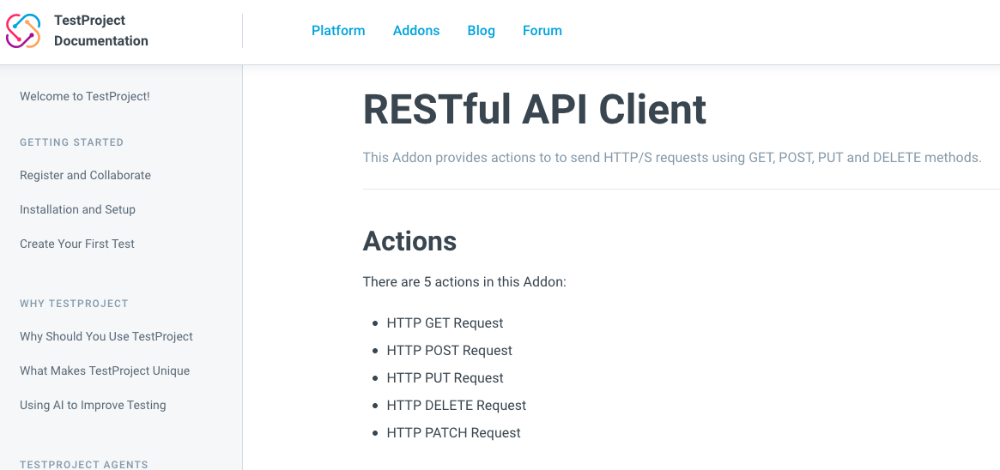 TestProject
Documentation
Platform
Addons
Blog
Forum
Welcome to TestProject!
GETTING STARTED
Register and Collaborate
Installation and Setup
Create Your First Test
WHY TESTPROJECT
Why Should You Use TestProject
What Makes TestProject Unique
Using AI to Improve Testing
TESTPROJECT AGENTS
RESTful API Client
This Addon provides actions to to send HTTP/S requests using GET, POST, PUT and DELETE methods.
Actions
There are 5 actions in this Addon:
HTTP GET Request
HTTP POST Request
HTTP PUT Request
HTTP DELETE Request
HTTP PATCH Request